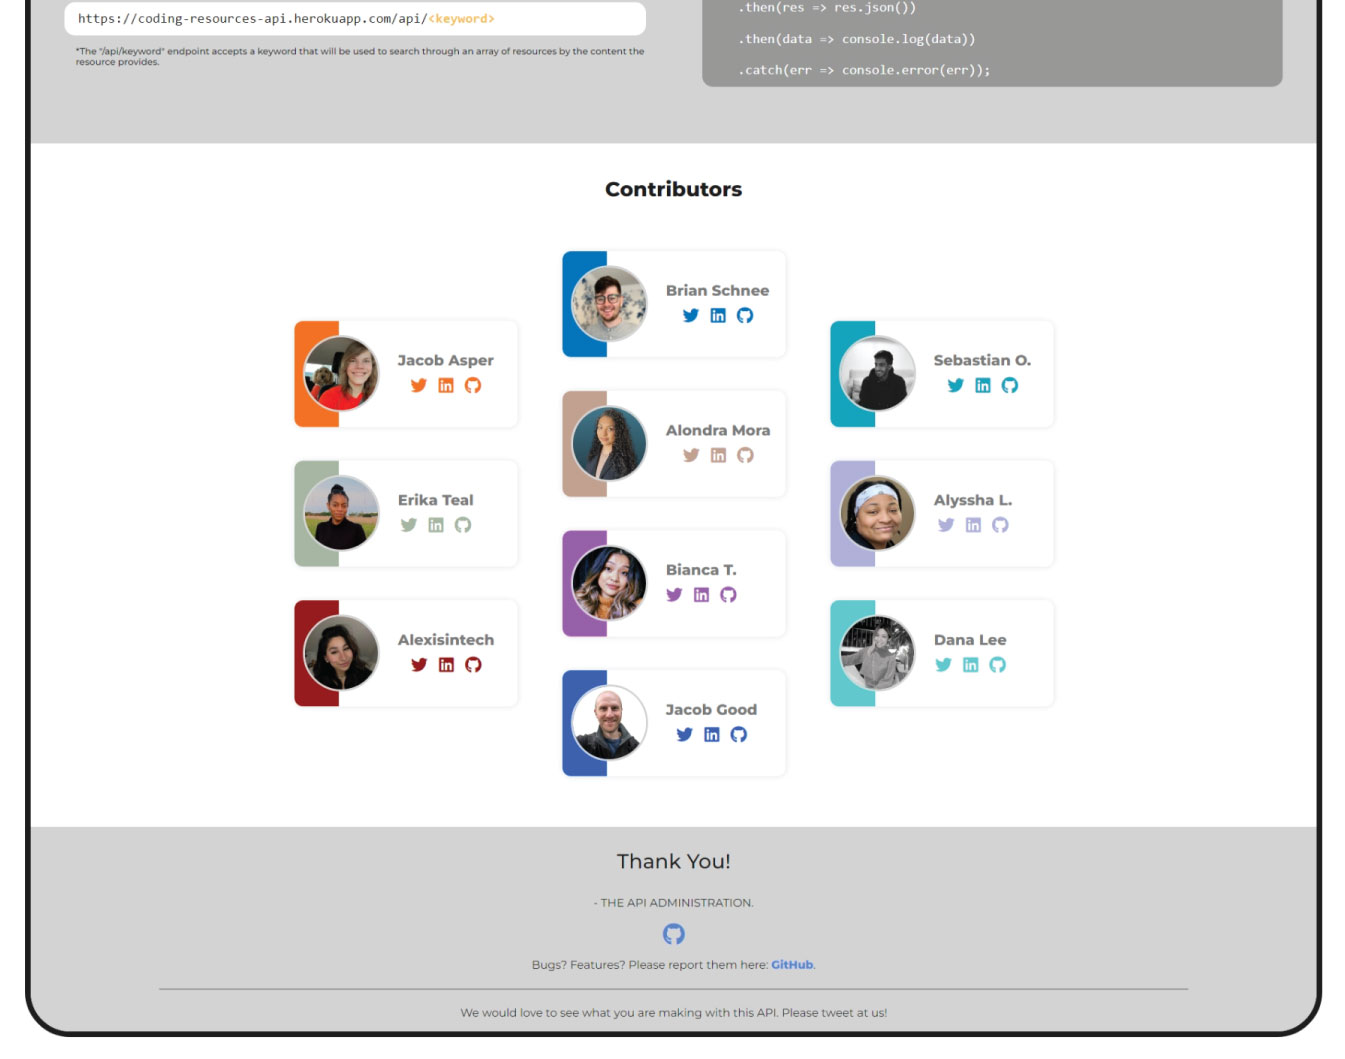 https://coding-resources-api.herokuapp.com/api/<keyword>
*The "/api/keyword" endpoint accepts a keyword that will be used to search through an array of resources by the content the
resource provides.
.then(res => res.json())
.then(data => console.log(data))
.catch(err => console.error(err));
Contributors
Brian Schnee
Jacob Asper
Sebastian O.
Alondra Mora
Erika Teal
Alyssha L.
Bianca T.
Alexisintech
Dana Lee
Jacob Good
Thank You!
- THE API ADMINISTRATION.
Bugs? Features? Please report them here: GitHub.
We would love to see what you are making with this API. Please tweet at us!